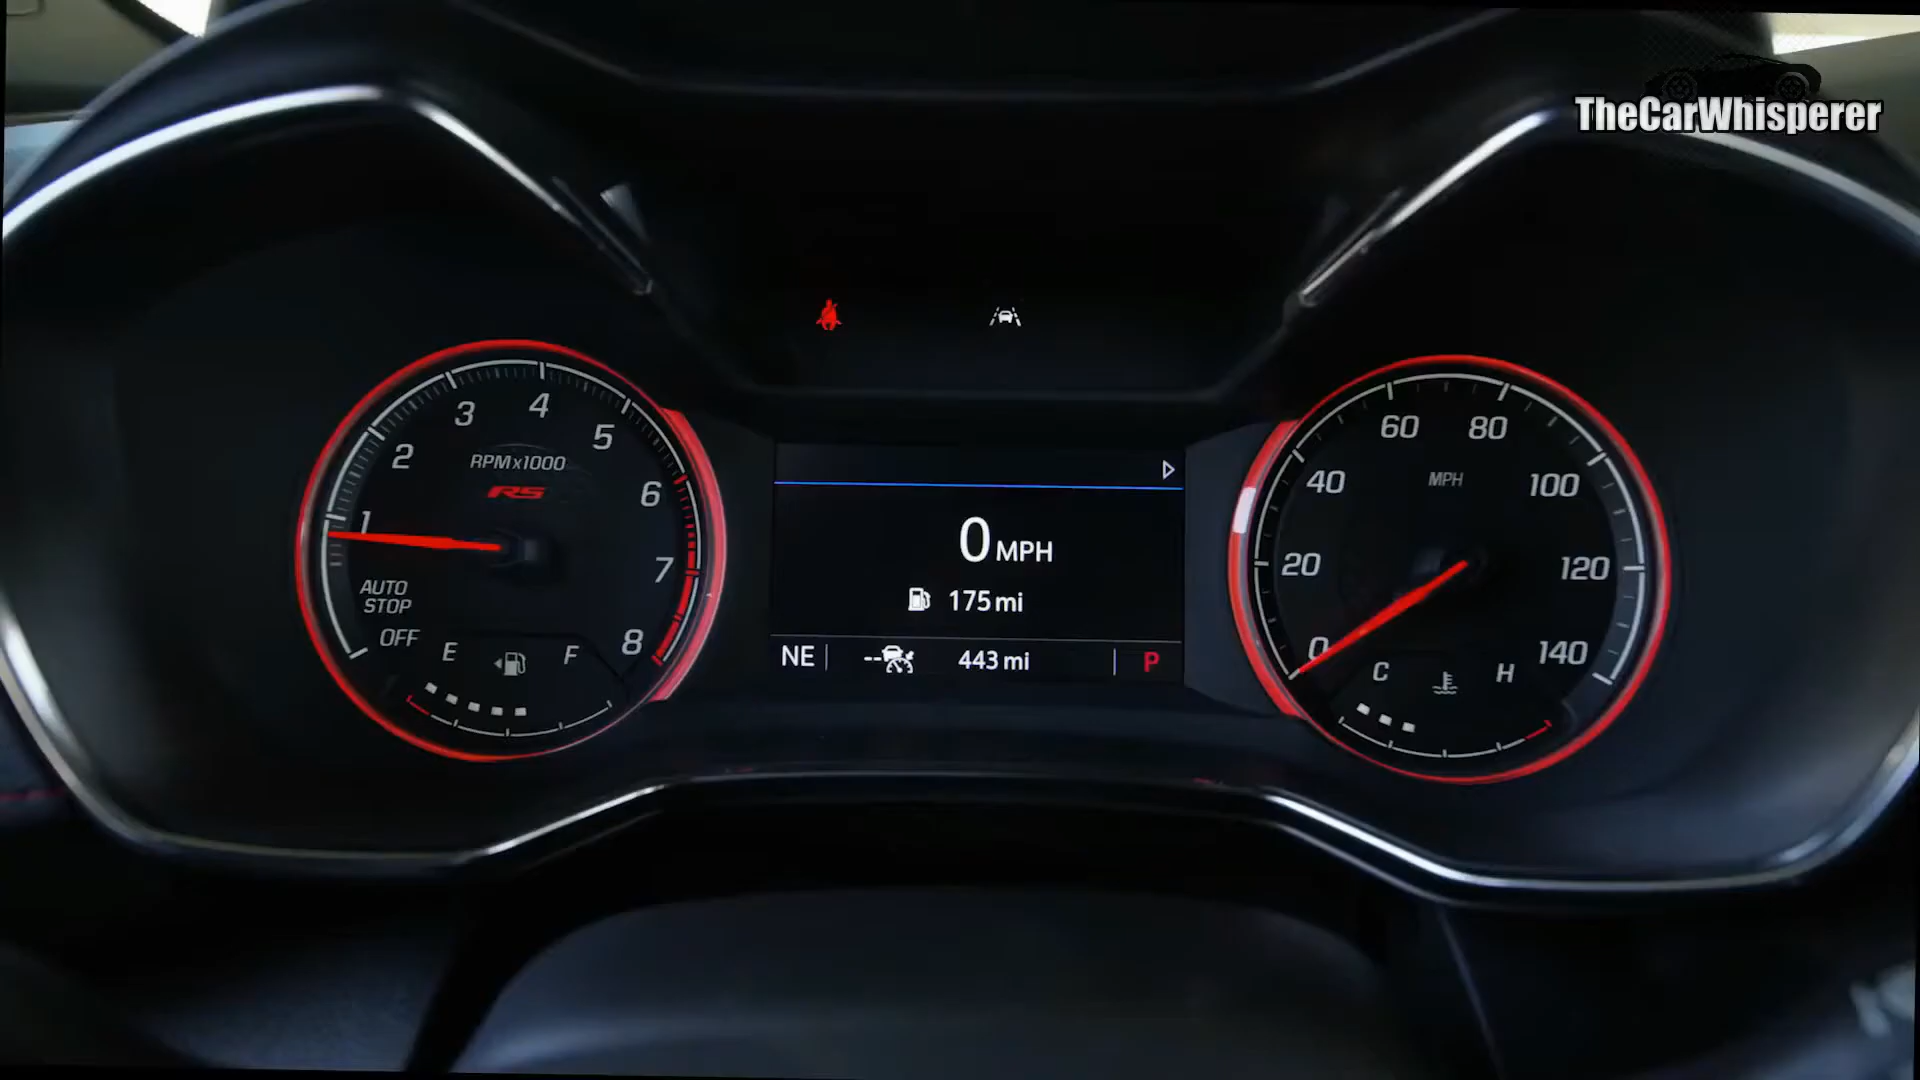 TheCarWhisperer
1
2
3
4
5
6
7
8
RPMx1000
RS
AUTO
STOP
OFF
E
F
0 MPH
175 mi
NE
--
443 mi
P
0
20
40
60
80
100
120
140
MPH
C
H